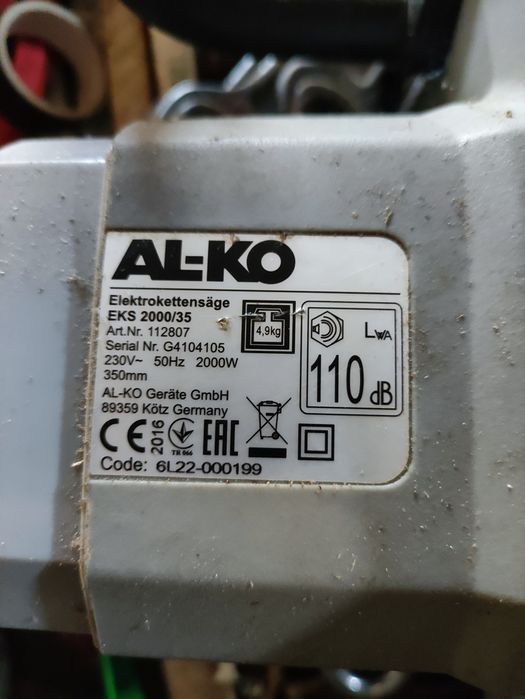 AL-KO
Elektrokettensäge
EKS 2000/35
Art.Nr. 112807
Serial Nr. G4104105
230V~ 50Hz 2000W
350mm
AL-KO Geräte GmbH
89359 Kötz Germany
4,9kg
LWA
110 dB
CE 2016 TR 066 EAC
Code: 6L22-000199